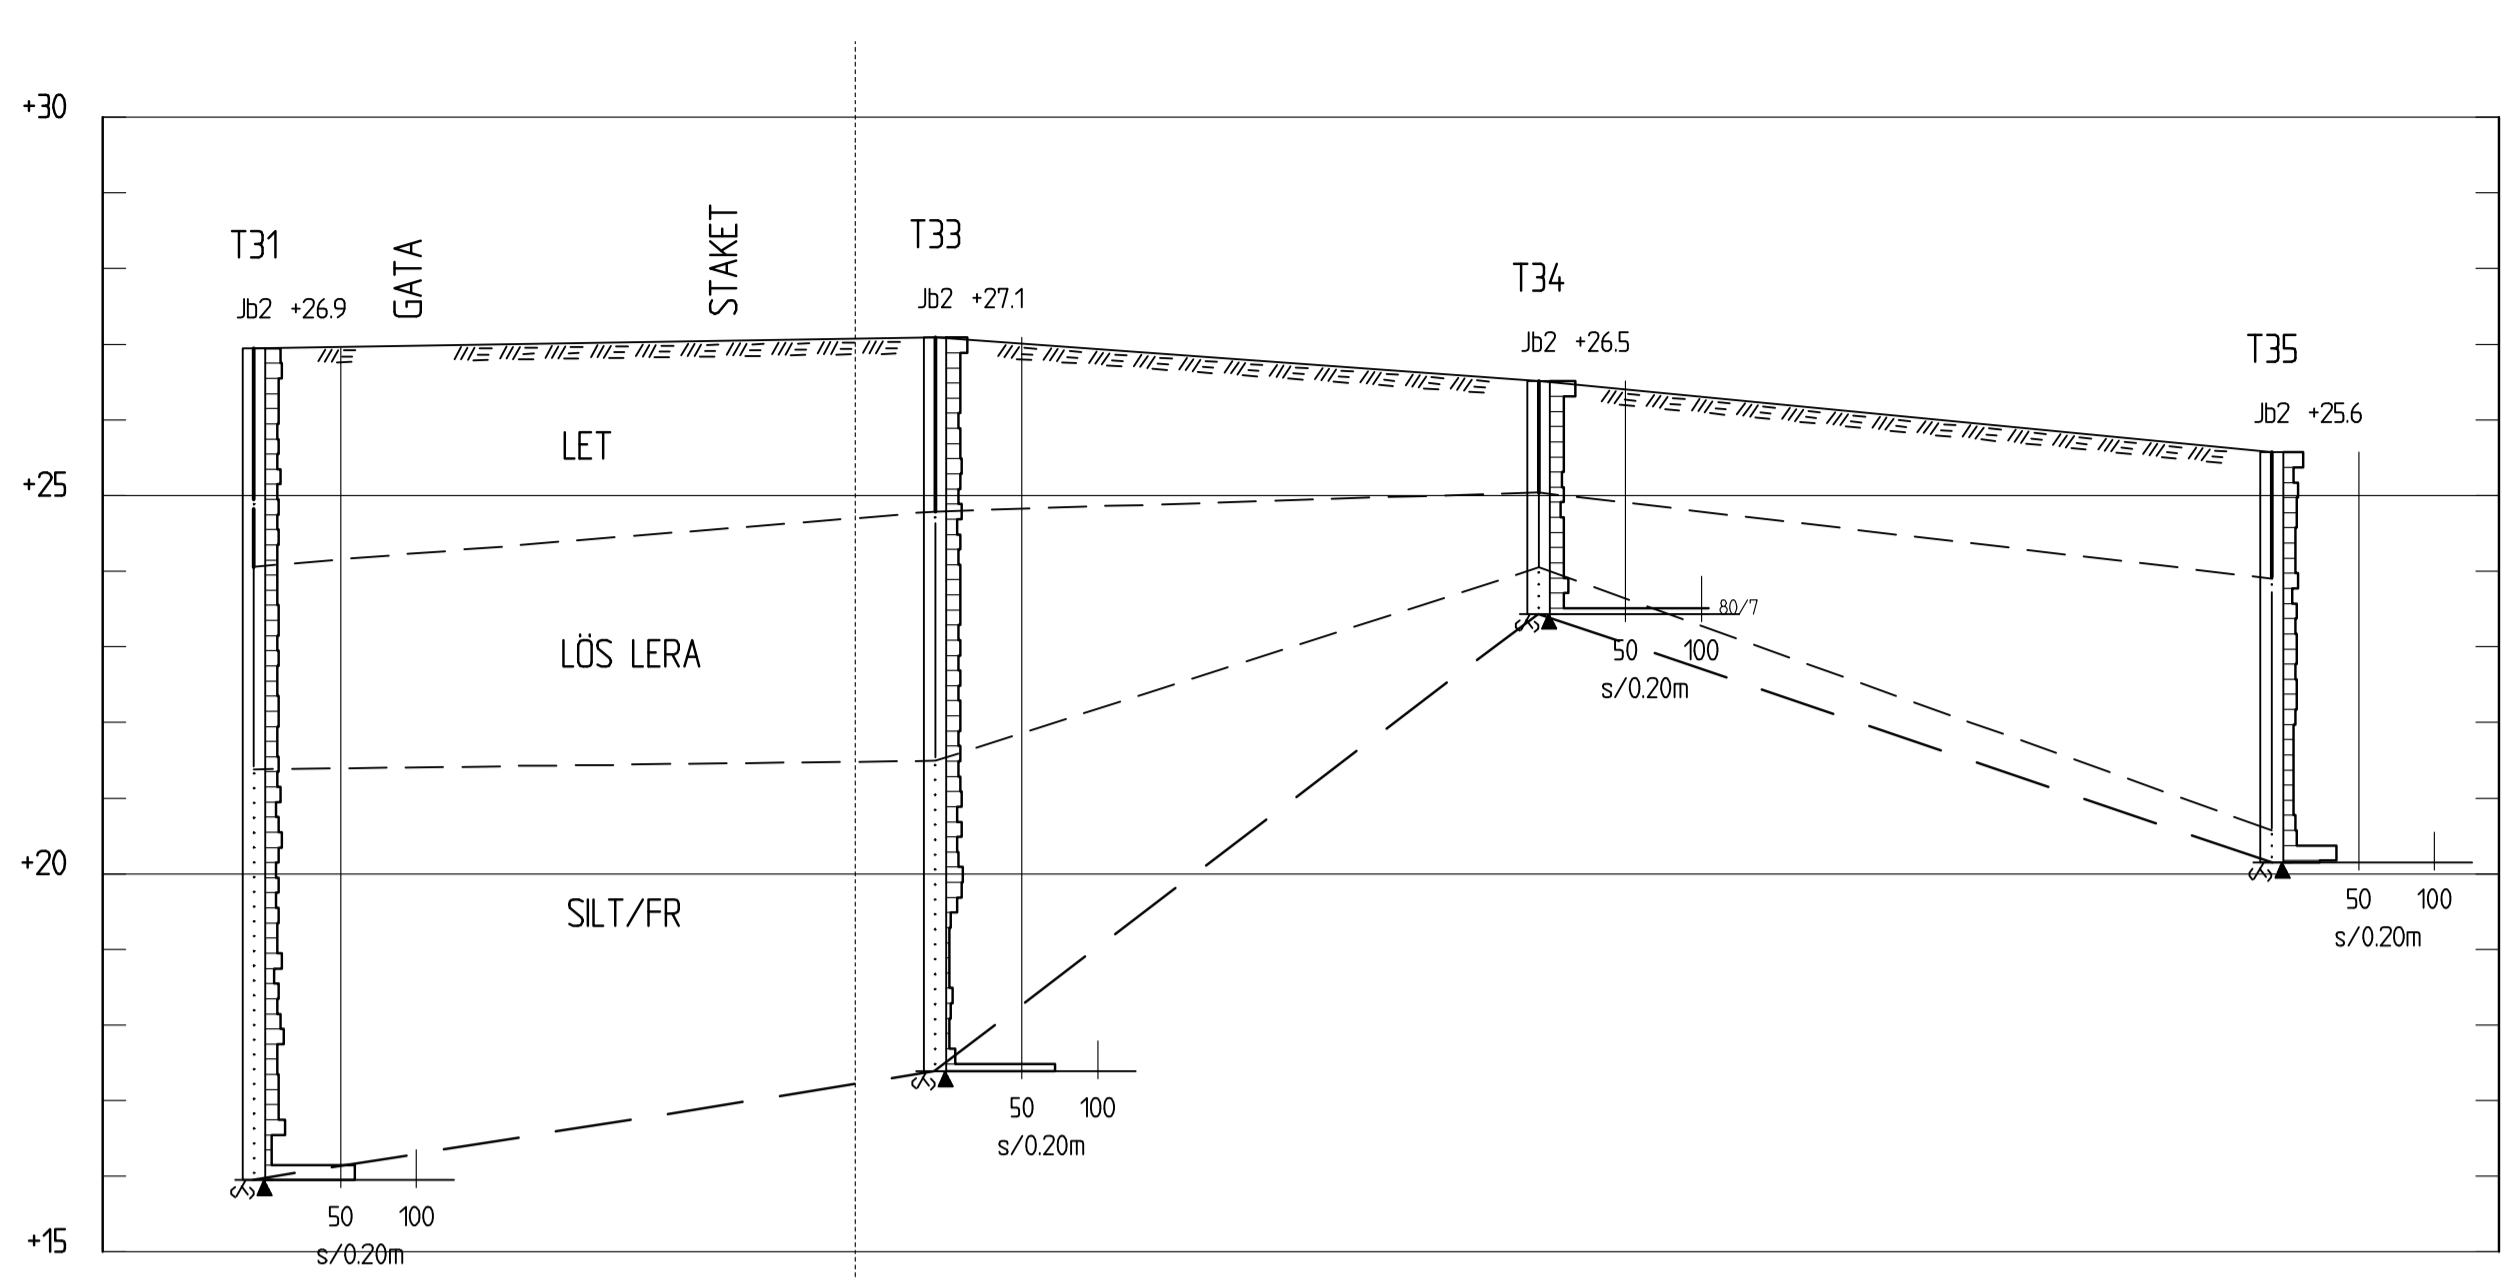 +30
T31
GATA
STAKET
T33
T34
T35
Jb2 +26.9
Jb2 +27.1
Jb2 +26.5
Jb2 +25.6
LET
+25
80/7
LÖS LERA
50 100
s/0.20m
+20
50 100
s/0.20m
SILT/FR
50 100
s/0.20m
50 100
s/0.20m
+15